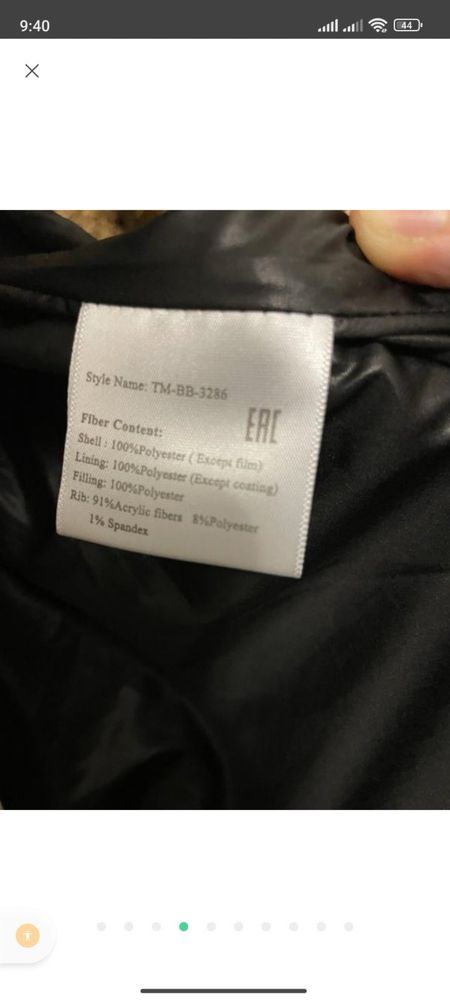 9:40
44
Style Name: TM-BB-3286
EAC
Fiber Content:
Shell : 100%Polyester ( Except film)
Lining: 100%Polyester (Except coating)
Filling: 100%Polyester
Rib: 91%Acrylic fibers 8%Polyester
1% Spandex